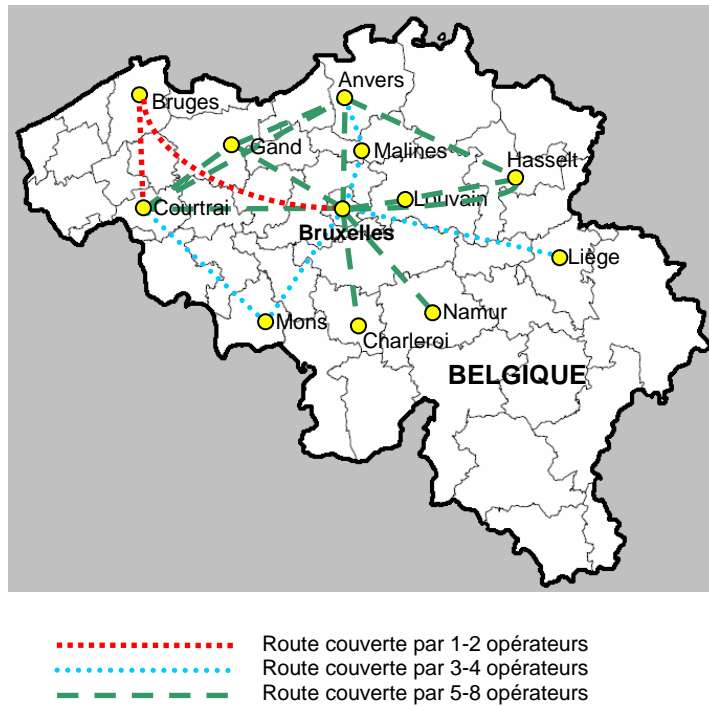 Anvers
Bruges
Gand
Malines
Hasselt
Louvain
Courtrai
Bruxelles
Liège
Namur
Mons
Charleroi
BELGIQUE
Route couverte par 1-2 opérateurs
Route couverte par 3-4 opérateurs
Route couverte par 5-8 opérateurs